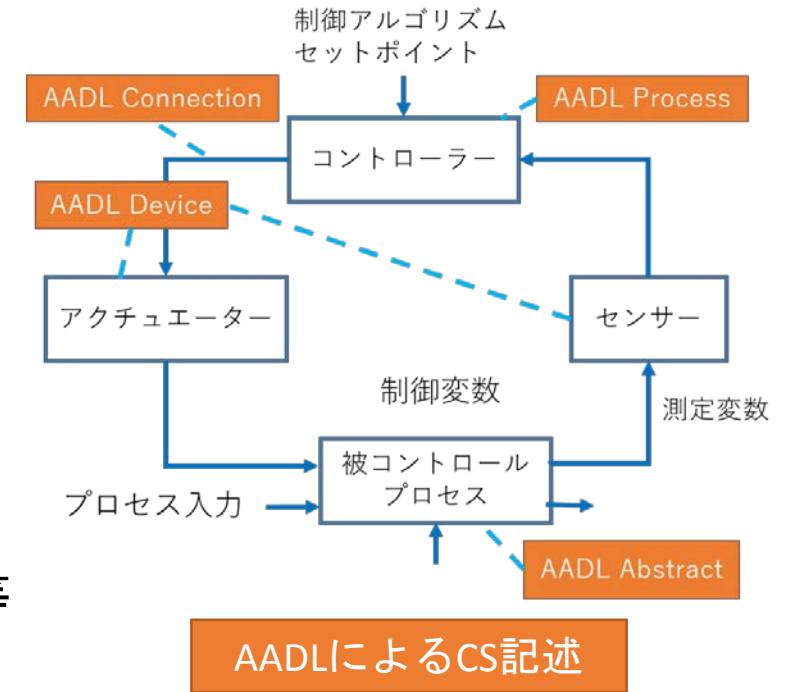 制御アルゴリズム
セットポイント
AADL Connection
AADL Process
コントローラー
AADL Device
アクチュエーター
センサー
制御変数
測定変数
被コントロール
プロセス
プロセス入力
AADL Abstract
等
AADLによるCS記述